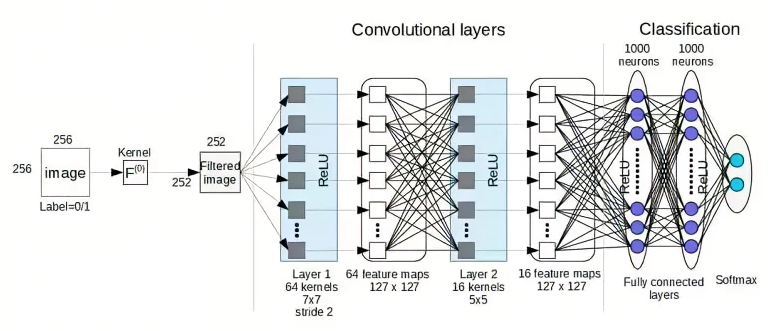 Convolutional layers
Classification
1000
neurons
1000
neurons
256
256
image
Label=0/1
Kernel
F(0)
252
252
Filtered
image
ReLU
ReLU
ReLU
ReLU
Layer 1
64 kernels
7x7
stride 2
64 feature maps
127 x 127
Layer 2
16 kernels
5x5
16 feature maps
127 x 127
Fully connected
layers
Softmax